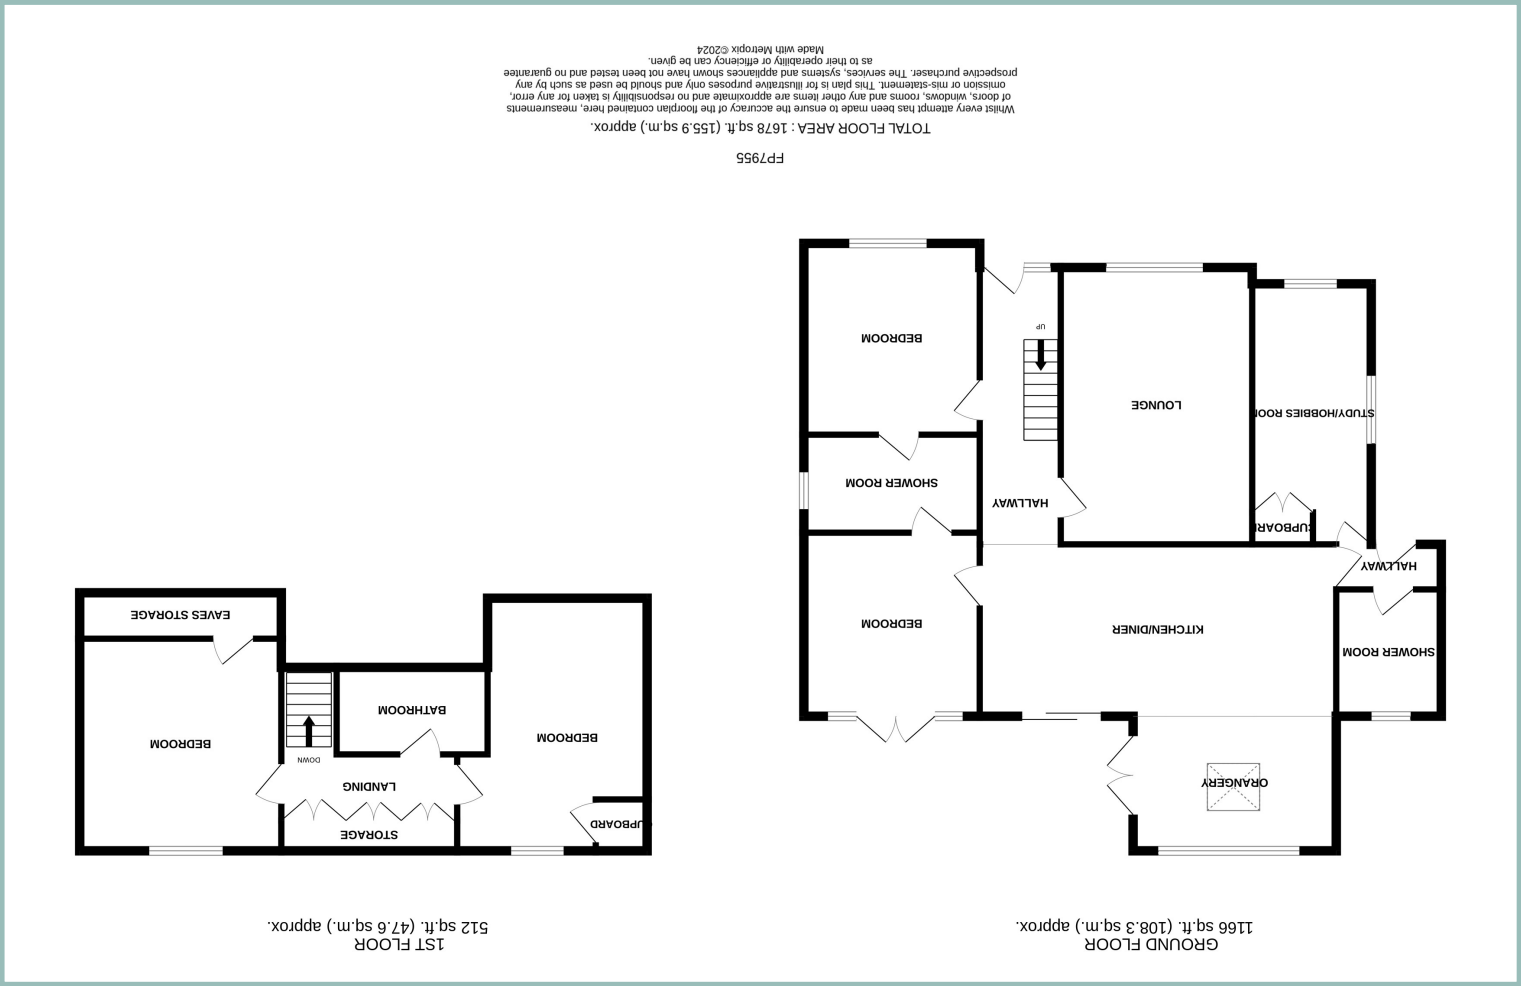 GROUND FLOOR
1166 sq.ft. (108.3 sq.m.) approx.
ORANGERY
SHOWER ROOM
KITCHEN/DINER
BEDROOM
HALLWAY
CUPBOARD
HALLWAY
SHOWER ROOM
STUDY/HOBBIES ROOM
LOUNGE
BEDROOM
UP
1ST FLOOR
512 sq.ft. (47.6 sq.m.) approx.
STORAGE
CUPBOARD
LANDING
DOWN
BEDROOM
BEDROOM
BATHROOM
EAVES STORAGE
FP7955
TOTAL FLOOR AREA : 1678 sq.ft. (155.9 sq.m.) approx.
Whilst every attempt has been made to ensure the accuracy of the floorplan contained here, measurements
of doors, windows, rooms and any other items are approximate and no responsibility is taken for any error,
omission or mis-statement. This plan is for illustrative purposes only and should be used as such by any
prospective purchaser. The services, systems and appliances shown have not been tested and no guarantee
as to their operability or efficiency can be given.
Made with Metropix ©2024